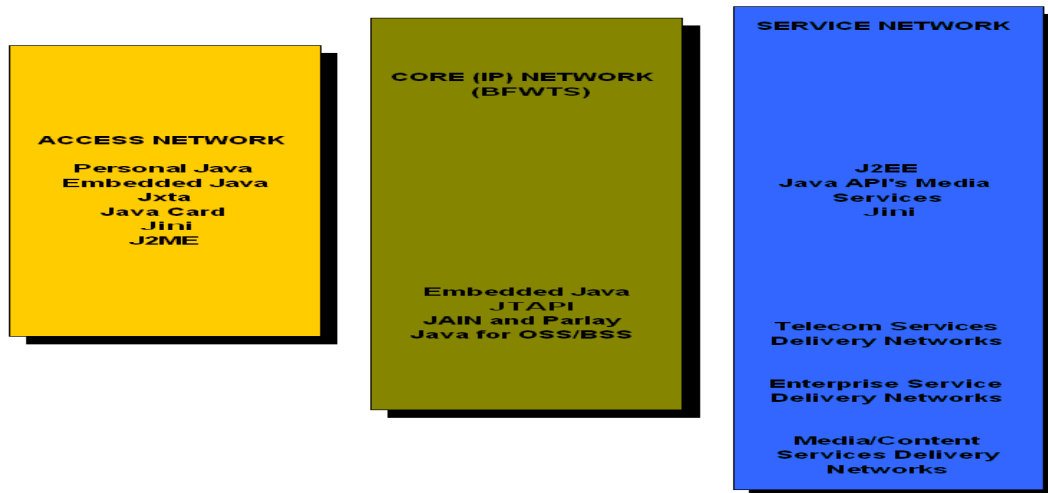 ACCESS NETWORK
Personal Java
Embedded Java
Jxta
Java Card
Jini
J2ME
CORE (IP) NETWORK
(BFWTS)
Embedded Java
JTAPI
JAIN and Parlay
Java for OSS/BSS
SERVICE NETWORK
J2EE
Java API's Media
Services
Jini
Telecom Services
Delivery Networks
Enterprise Service
Delivery Networks
Media/Content
Services Delivery
Networks